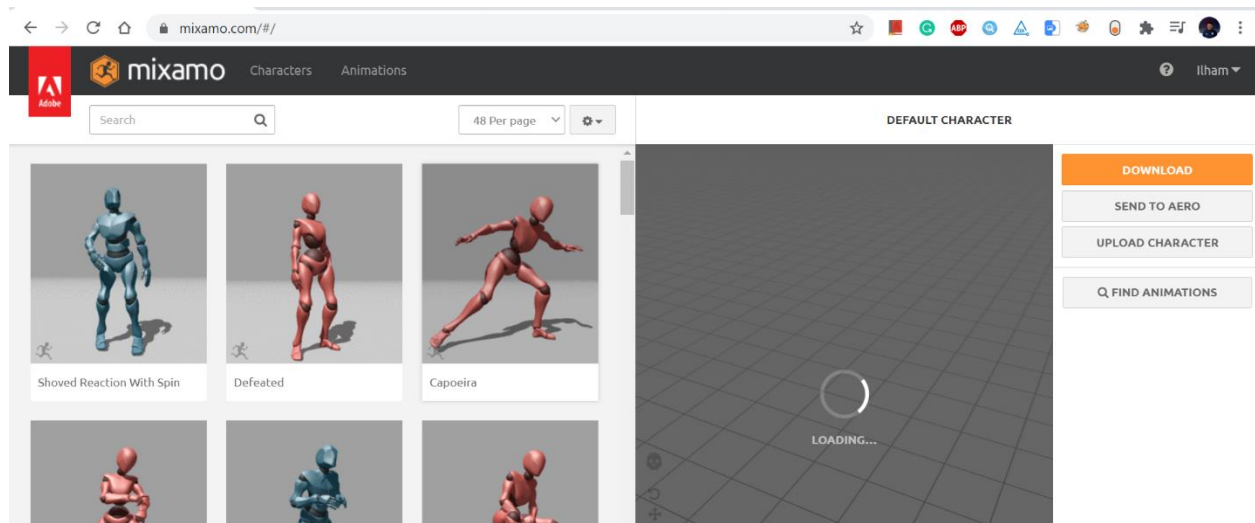 mixamo.com/#/
ABP
Adobe
mixamo
Characters
Animations
Ilham
Search
48 Per page
DEFAULT CHARACTER
Shoved Reaction With Spin
Defeated
Capoeira
LOADING...
DOWNLOAD
SEND TO AERO
UPLOAD CHARACTER
FIND ANIMATIONS